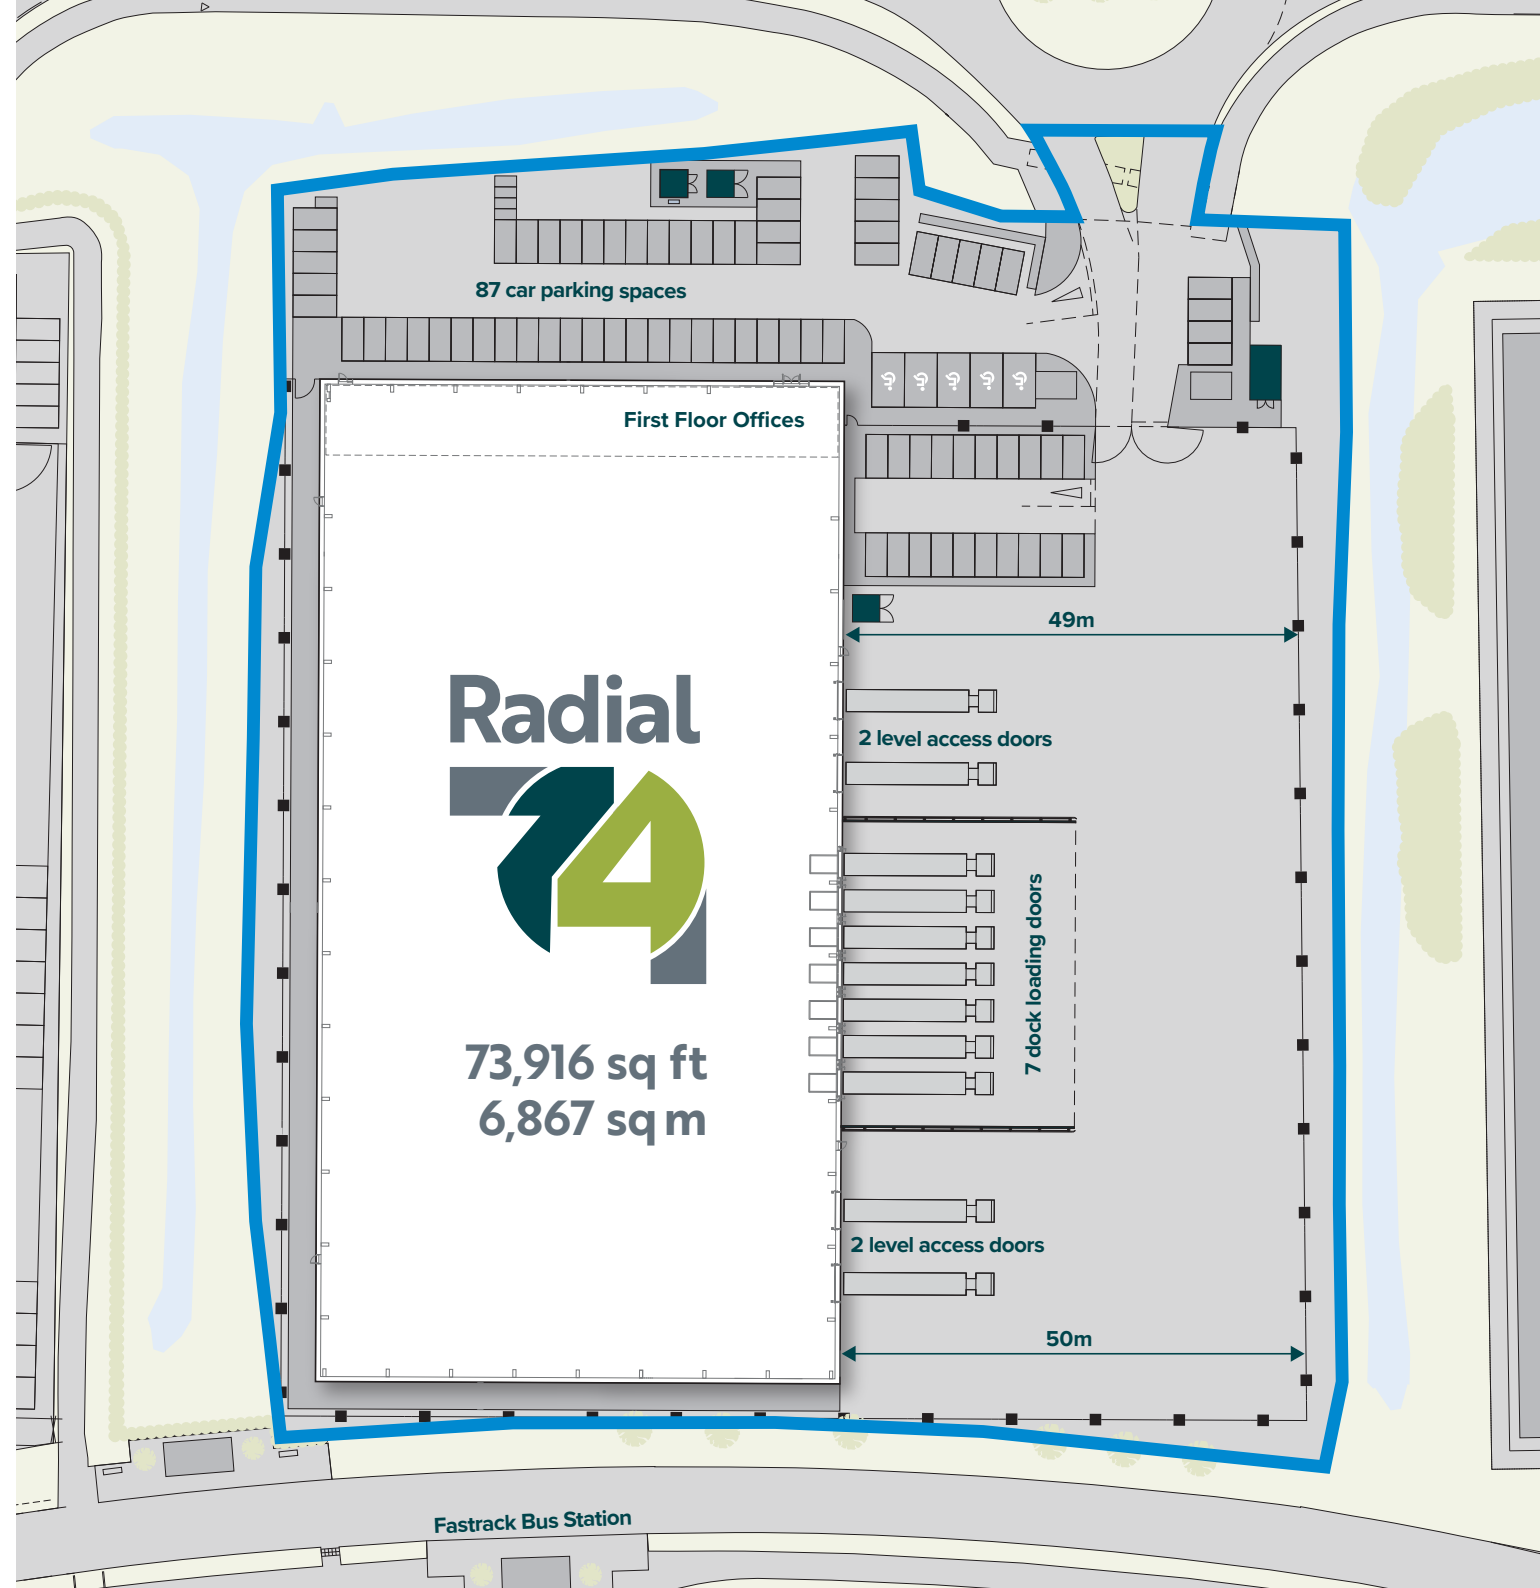 87 car parking spaces
First Floor Offices
49m
Radial
74
2 level access doors
7 dock loading doors
73,916 sq ft
6,867 sq m
2 level access doors
50m
Fastrack Bus Station